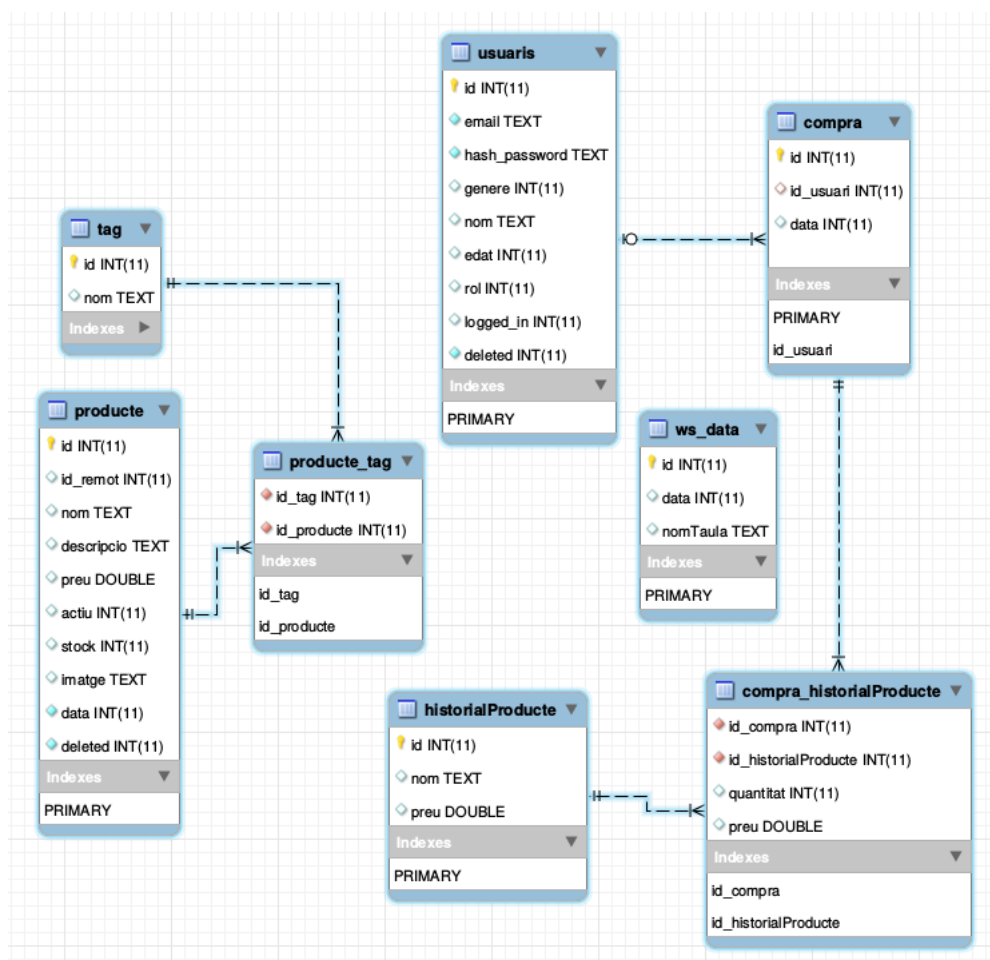 usuaris
id INT(11)
email TEXT
hash_password TEXT
genere INT(11)
nom TEXT
edat INT(11)
rol INT(11)
logged_in INT(11)
deleted INT(11)
Indexes
PRIMARY
compra
id INT(11)
id_usuari INT(11)
data INT(11)
Indexes
PRIMARY
id_usuari
tag
id INT(11)
nom TEXT
Indexes
producte
id INT(11)
id_remot INT(11)
nom TEXT
descripcio TEXT
preu DOUBLE
actiu INT(11)
stock INT(11)
imatge TEXT
data INT(11)
deleted INT(11)
Indexes
PRIMARY
producte_tag
id_tag INT(11)
id_producte INT(11)
Indexes
id_tag
id_producte
ws_data
id INT(11)
data INT(11)
nomTaula TEXT
Indexes
PRIMARY
historialProducte
id INT(11)
nom TEXT
preu DOUBLE
Indexes
PRIMARY
compra_historialProducte
id_compra INT(11)
id_historialProducte INT(11)
quantitat INT(11)
preu DOUBLE
Indexes
id_compra
id_historialProducte